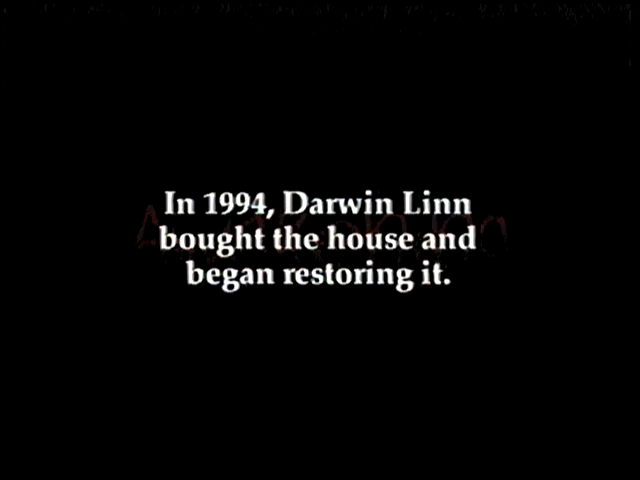 In 1994, Darwin Linn
bought the house and
began restoring it.